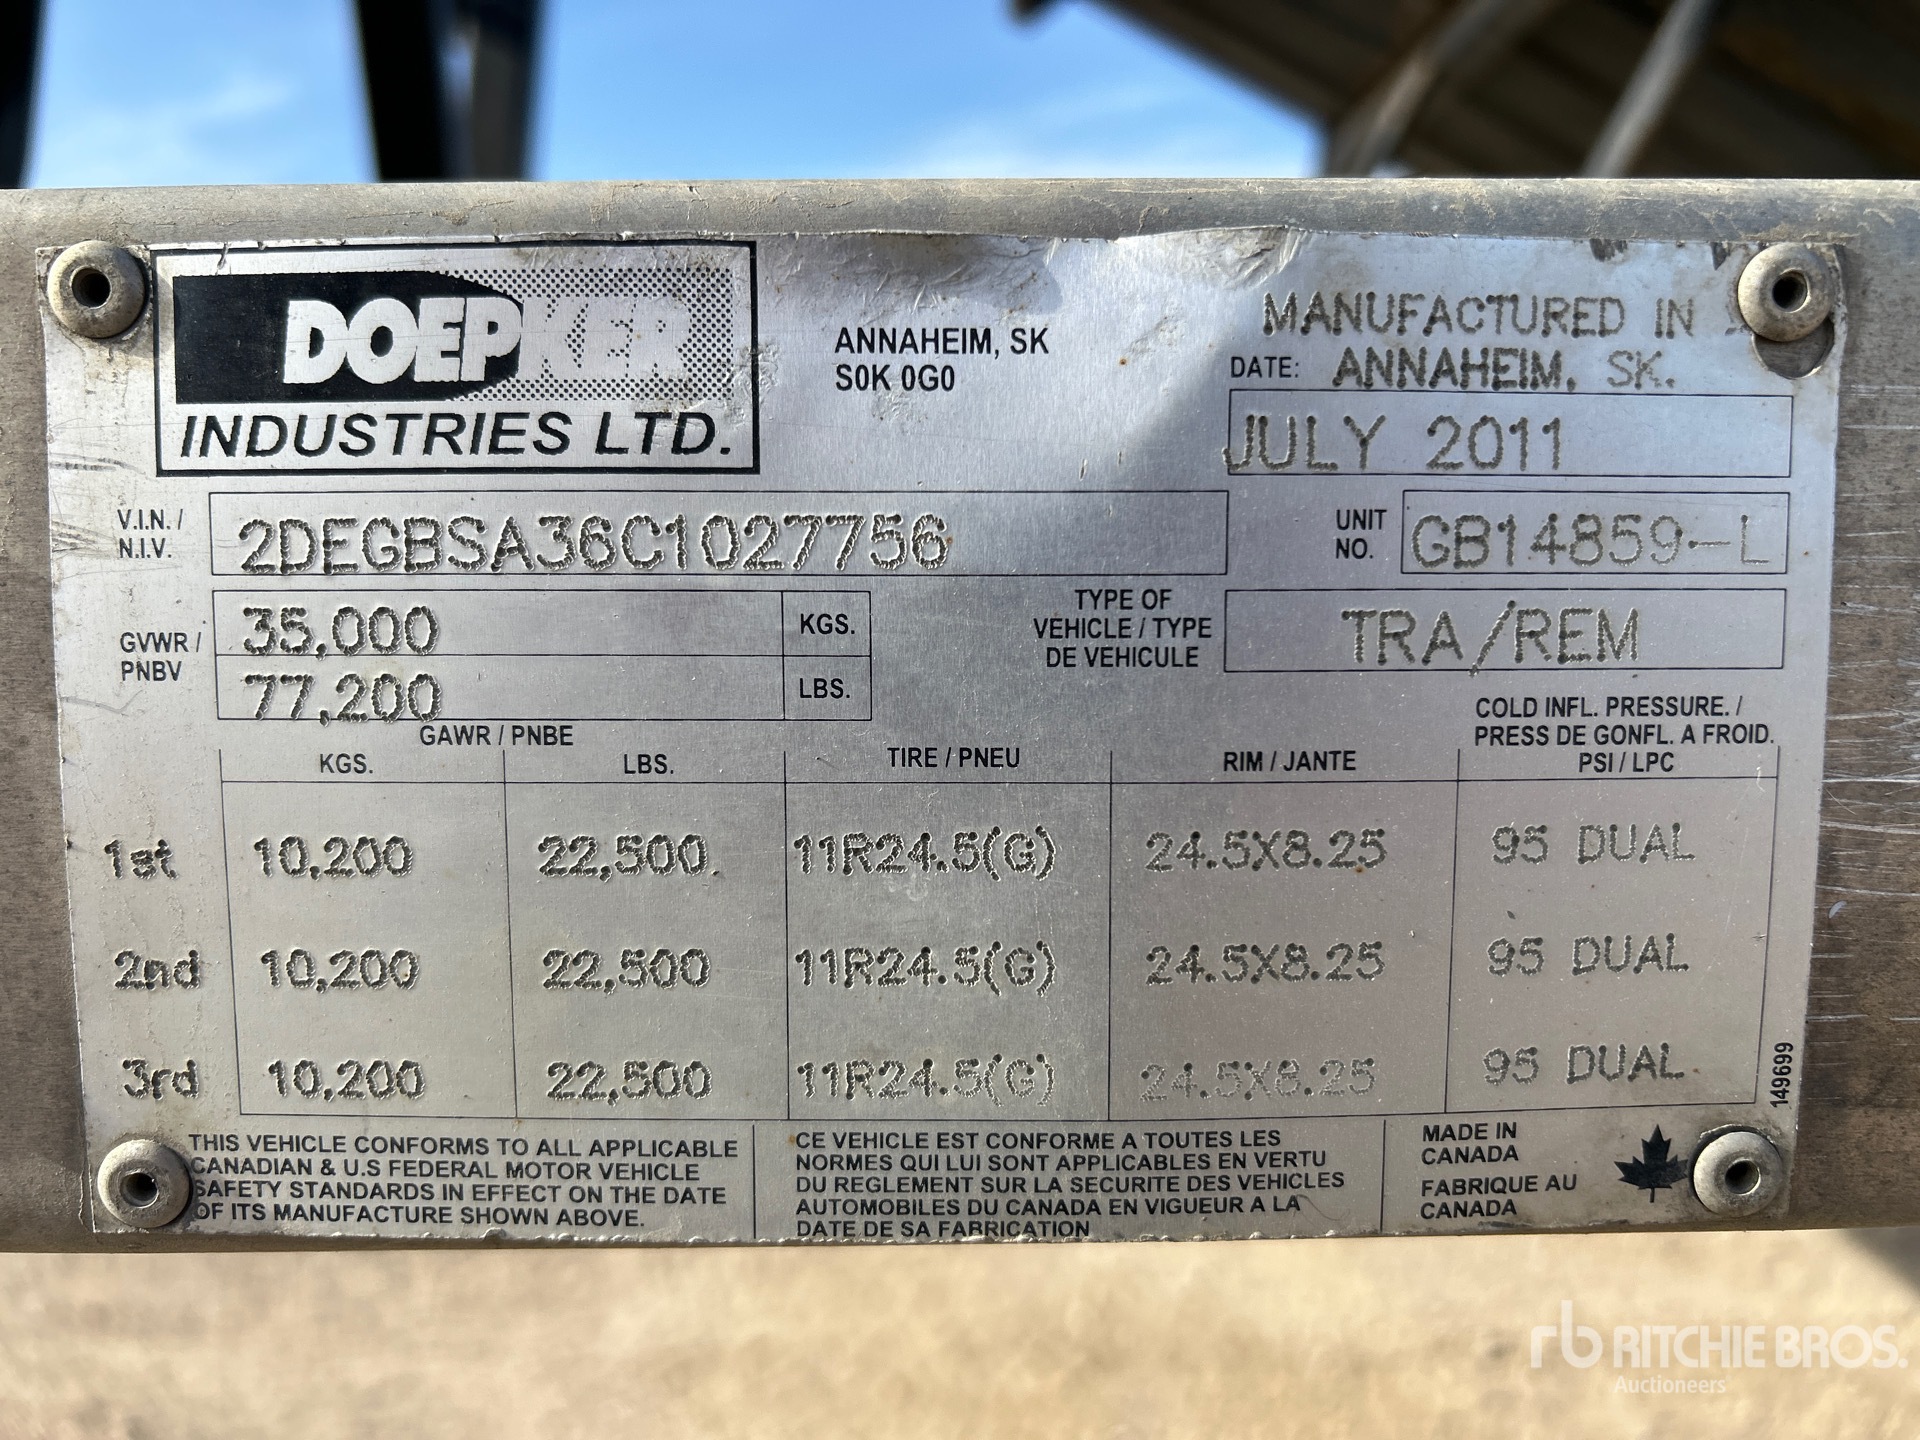 DOEPKER
INDUSTRIES LTD.
ANNAHEIM, SK
S0K 0G0
MANUFACTURED IN
DATE: ANNAHEIM, SK.
JULY 2011
V.I.N. /
N.I.V.
2DEGBSA36C1027756
UNIT
NO.
GB14859-L
GVWR /
PNBV
35,000 KGS.
77,200 LBS.
TYPE OF
VEHICLE / TYPE
DE VEHICULE
TRA/REM
GAWR / PNBE
COLD INFL. PRESSURE. /
PRESS DE GONFL. A FROID.
KGS. LBS. TIRE / PNEU RIM / JANTE PSI / LPC
1st 10,200 22,500 11R24.5(G) 24.5X8.25 95 DUAL
2nd 10,200 22,500 11R24.5(G) 24.5X8.25 95 DUAL
3rd 10,200 22,500 11R24.5(G) 24.5X8.25 95 DUAL
149699
THIS VEHICLE CONFORMS TO ALL APPLICABLE
CANADIAN & U.S FEDERAL MOTOR VEHICLE
SAFETY STANDARDS IN EFFECT ON THE DATE
OF ITS MANUFACTURE SHOWN ABOVE.
CE VEHICLE EST CONFORME A TOUTES LES
NORMES QUI LUI SONT APPLICABLES EN VERTU
DU REGLEMENT SUR LA SECURITE DES VEHICLES
AUTOMOBILES DU CANADA EN VIGUEUR A LA
DATE DE SA FABRICATION
MADE IN
CANADA
FABRIQUE AU
CANADA
rb RITCHIE BROS.
Auctioneers